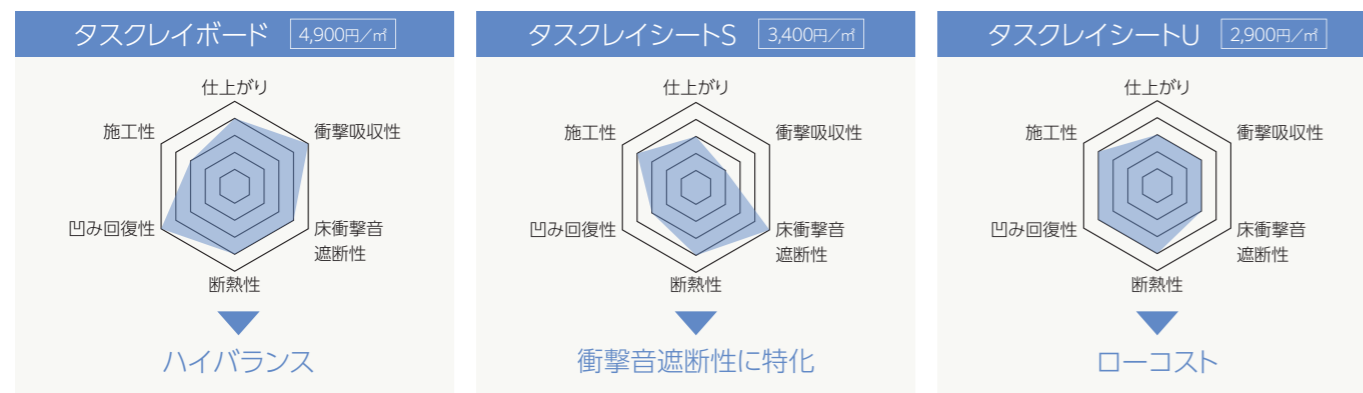 タスクレイボード 4,900円/㎡
仕上がり
施工性
衝撃吸収性
凹み回復性
床衝撃音
遮断性
断熱性
ハイバランス
タスクレイシートS 3,400円/㎡
仕上がり
施工性
衝撃吸収性
凹み回復性
床衝撃音
遮断性
断熱性
衝撃音遮断性に特化
タスクレイシートU 2,900円/㎡
仕上がり
施工性
衝撃吸収性
凹み回復性
床衝撃音
遮断性
断熱性
ローコスト